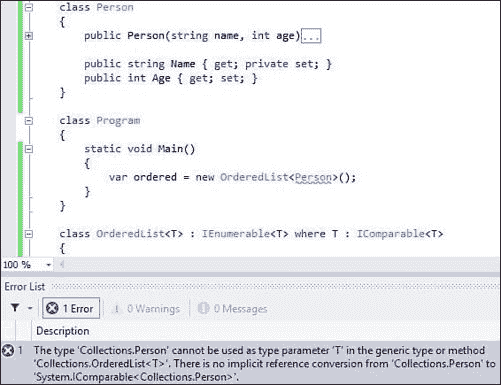 class Person
{
public Person(string name, int age)...
public string Name { get; private set; }
public int Age { get; set; }
}
class Program
{
static void Main()
{
var ordered = new OrderedList<Person>();
}
}
class OrderedList<T> : IEnumerable<T> where T : IComparable<T>
{
100 %
Error List
1 Error 0 Warnings 0 Messages
Description
1 The type 'Collections.Person' cannot be used as type parameter 'T' in the generic type or method
'Collections.OrderedList<T>'. There is no implicit reference conversion from 'Collections.Person' to
'System.IComparable<Collections.Person>'.